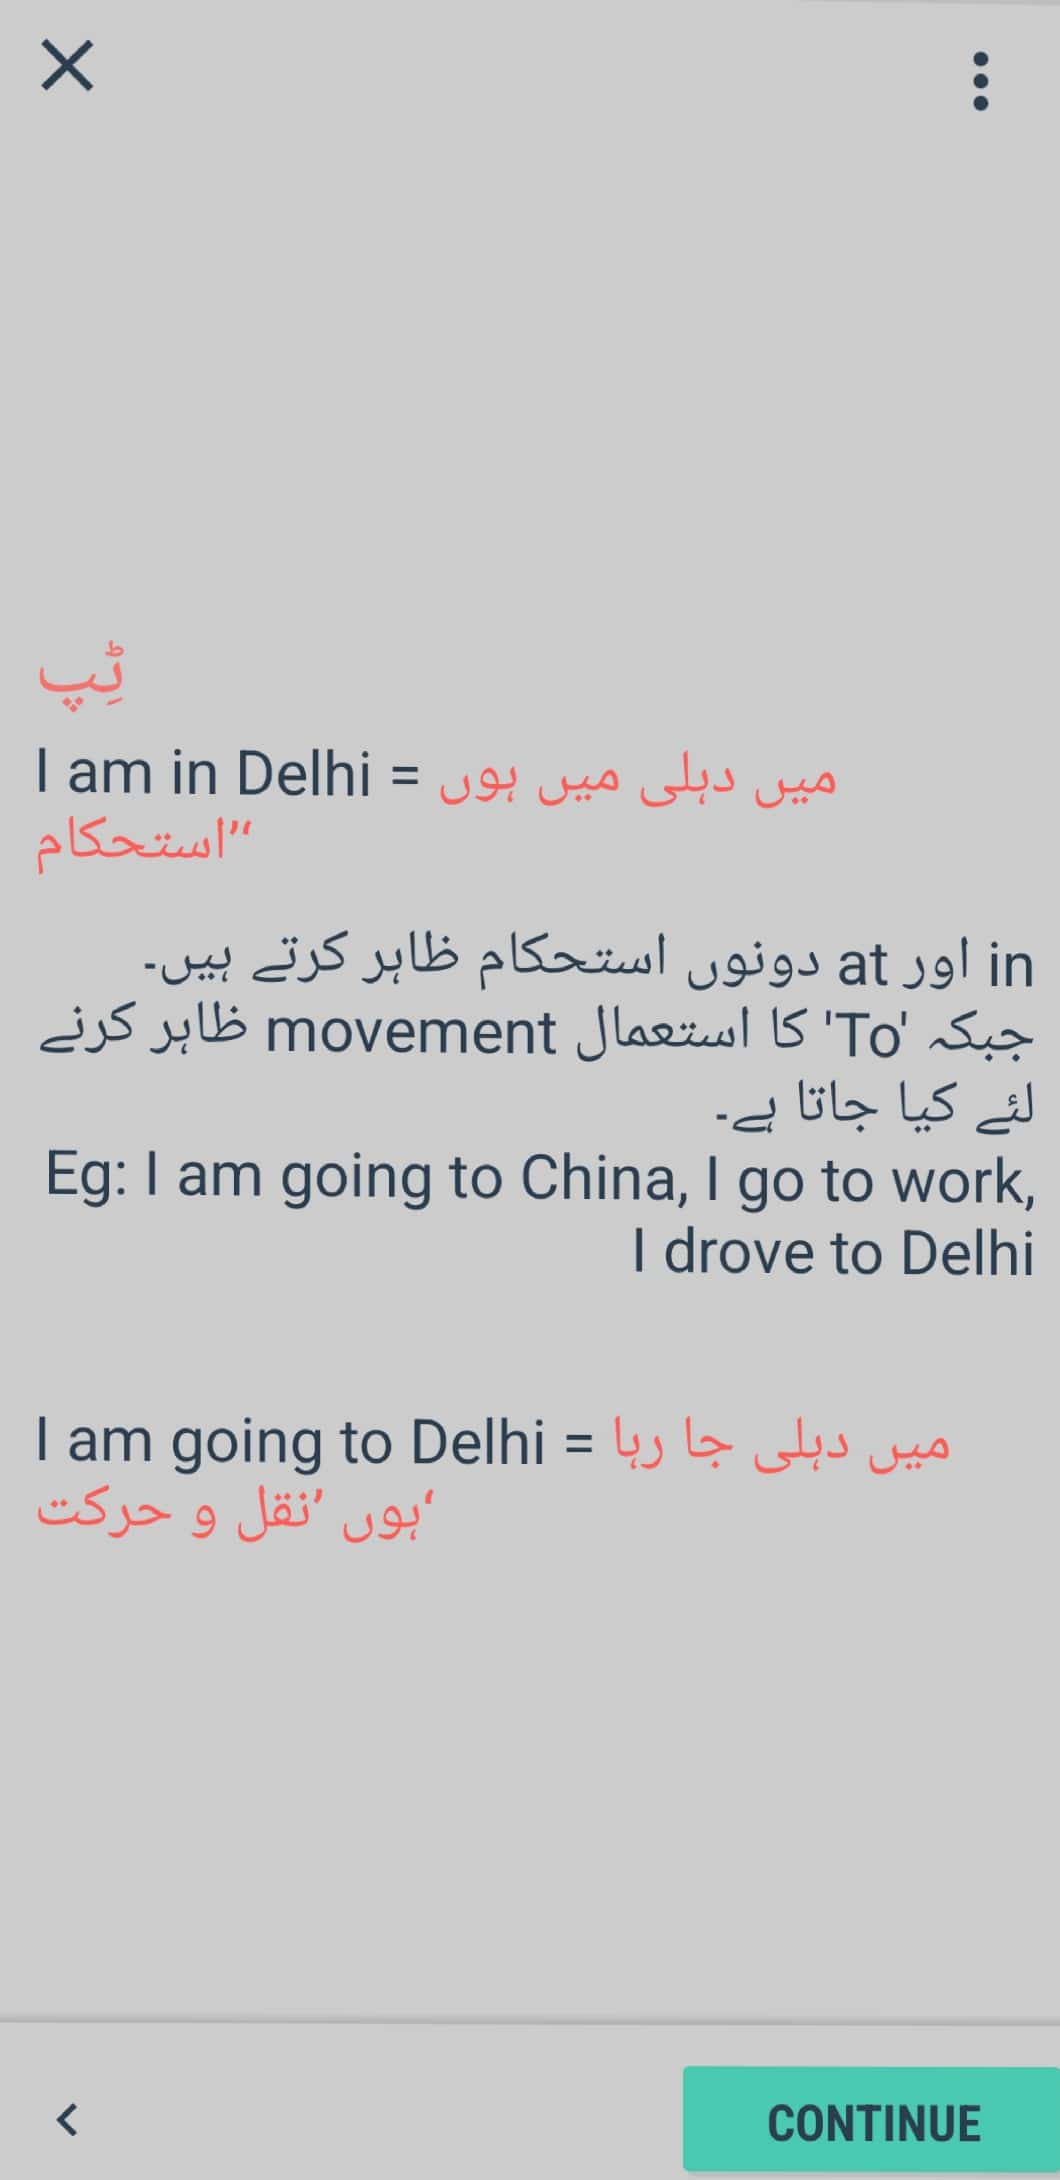 ٹِپ
I am in Delhi = میں دہلی میں ہوں
‘’استحکام
in اور at دونوں استحکام ظاہر کرتے ہیں۔
جبکہ 'To' کا استعمال movement ظاہر کرنے
لئے کیا جاتا ہے۔
Eg: I am going to China, I go to work,
I drove to Delhi
I am going to Delhi = میں دہلی جا رہا
‘ہوں ’نقل و حرکت
CONTINUE